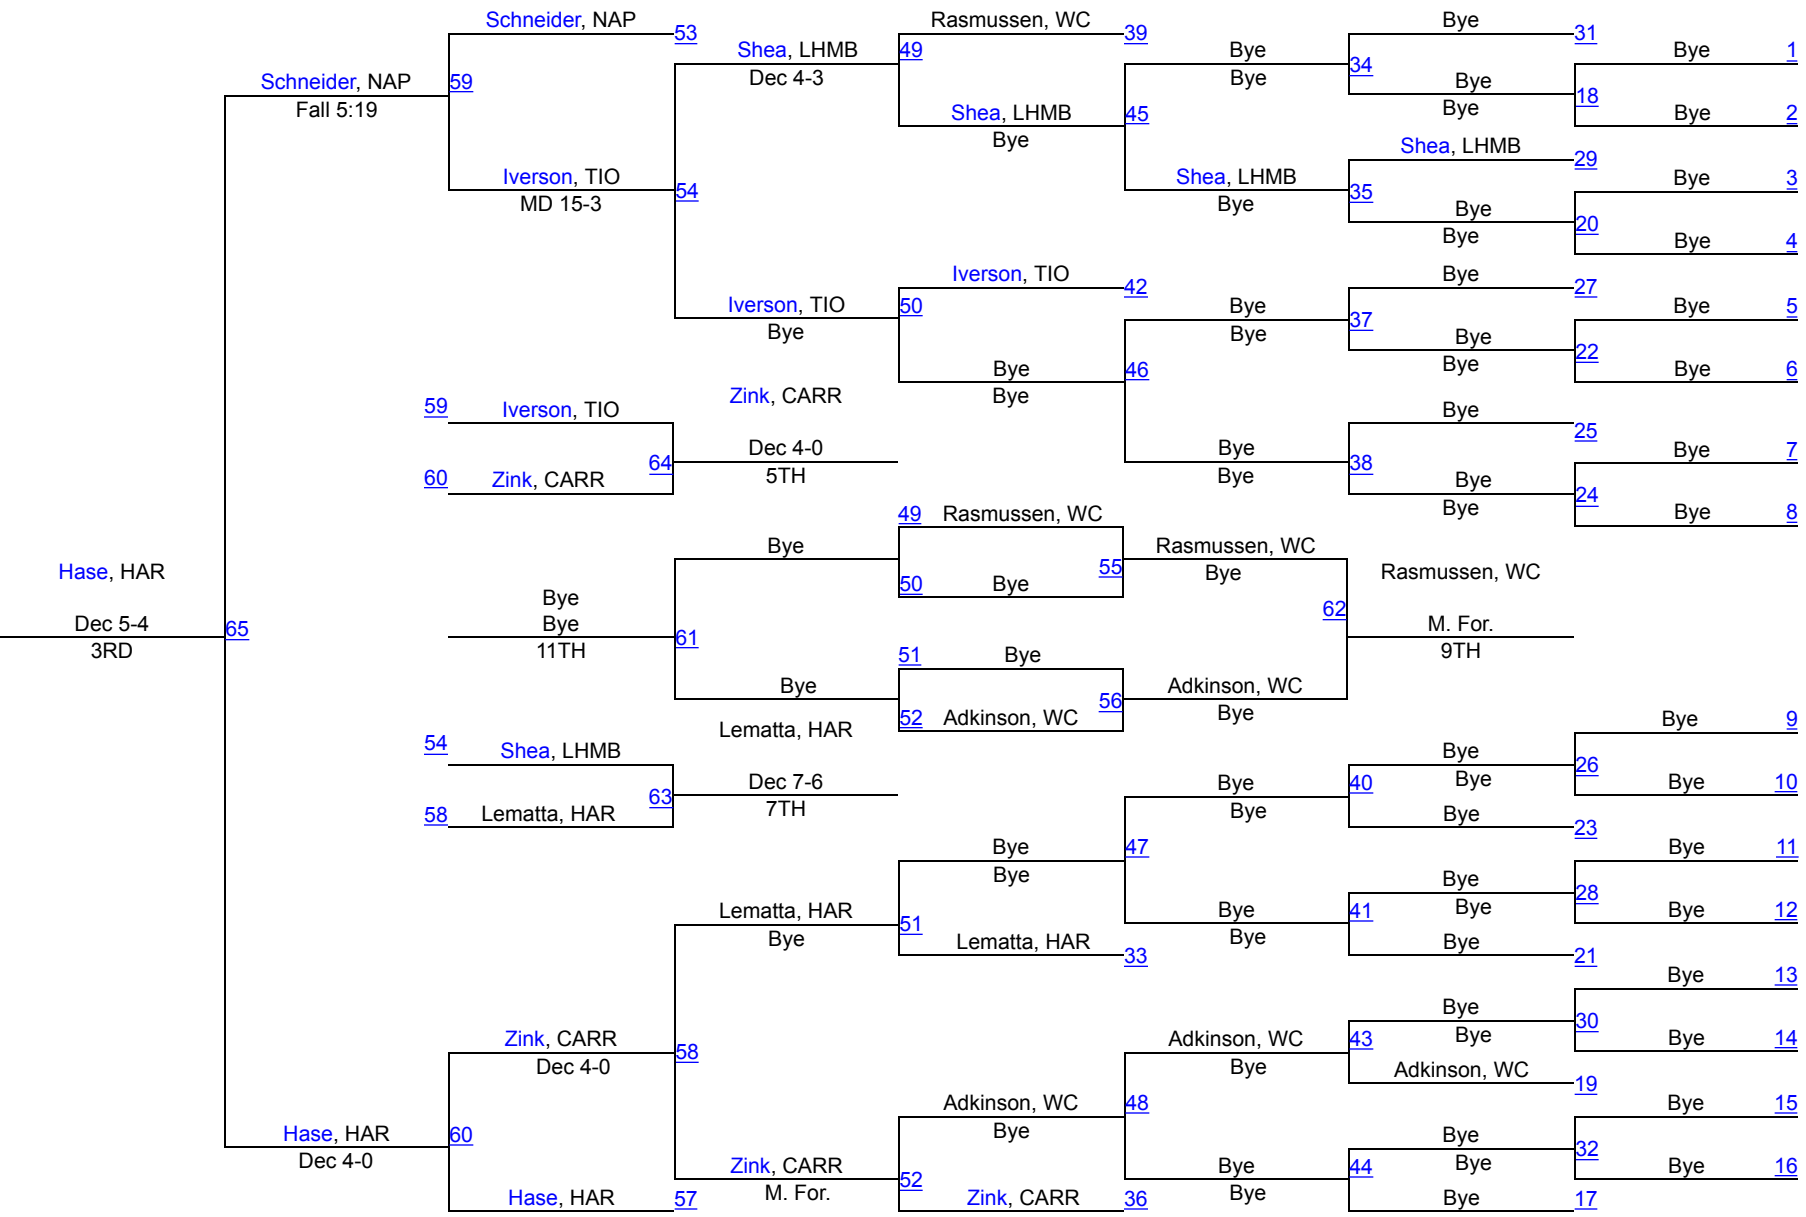 Schneider, NAP
53
Rasmussen, WC
39
Bye
31
Shea, LHMB
49
Bye
34
Bye
1
Dec 4-3
Bye
Schneider, NAP
59
Bye
18
Fall 5:19
Bye
Shea, LHMB
45
Bye
2
Bye
Shea, LHMB
29
Iverson, TIO
54
Shea, LHMB
35
Bye
3
MD 15-3
Bye
Bye
20
Bye
Bye
4
Iverson, TIO
42
Bye
27
Iverson, TIO
50
Bye
37
Bye
5
Bye
Bye
Bye
22
Bye
Bye
46
Bye
6
Zink, CARR
Bye
59
Iverson, TIO
Bye
25
Dec 4-0
Bye
38
Bye
7
64
5TH
Bye
60
Zink, CARR
Bye
24
Bye
49
Rasmussen, WC
Bye
8
Bye
Rasmussen, WC
55
Bye
Hase, HAR
Rasmussen, WC
50
Bye
Bye
62
Dec 5-4
65
Bye
M. For.
3RD
11TH
61
9TH
51
Bye
Bye
Adkinson, WC
56
Bye
52
Adkinson, WC
Lematta, HAR
Bye
9
54
Shea, LHMB
Bye
26
Bye
Dec 7-6
Bye
40
Bye
10
63
7TH
Bye
58
Lematta, HAR
Bye
23
Bye
47
Bye
11
Bye
Bye
28
Bye
Lematta, HAR
51
Bye
41
Bye
12
Bye
Bye
Lematta, HAR
33
Bye
21
Bye
13
Bye
30
Bye
Zink, CARR
58
Adkinson, WC
43
Bye
14
Dec 4-0
Bye
Adkinson, WC
19
Adkinson, WC
48
Bye
15
Bye
Hase, HAR
60
Bye
32
Dec 4-0
Bye
Zink, CARR
52
Bye
44
Bye
16
M. For.
Bye
Hase, HAR
57
Zink, CARR
36
Bye
17